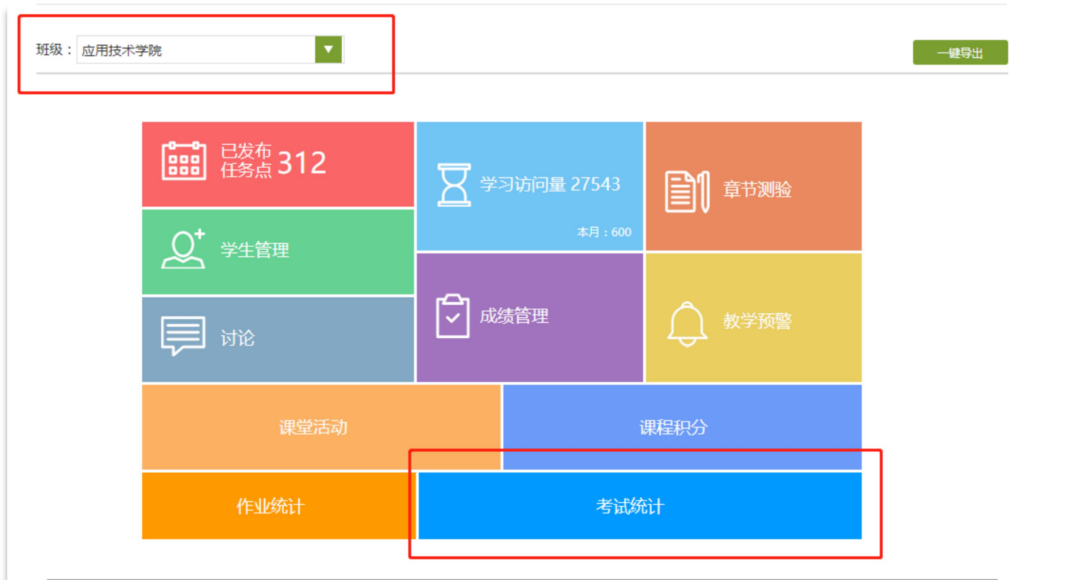 班级：应用技术学院
一键导出
已发布
任务点 312
学习访问量 27543
本月：600
章节测验
学生管理
讨论
成绩管理
教学预警
课堂活动
课程积分
作业统计
考试统计